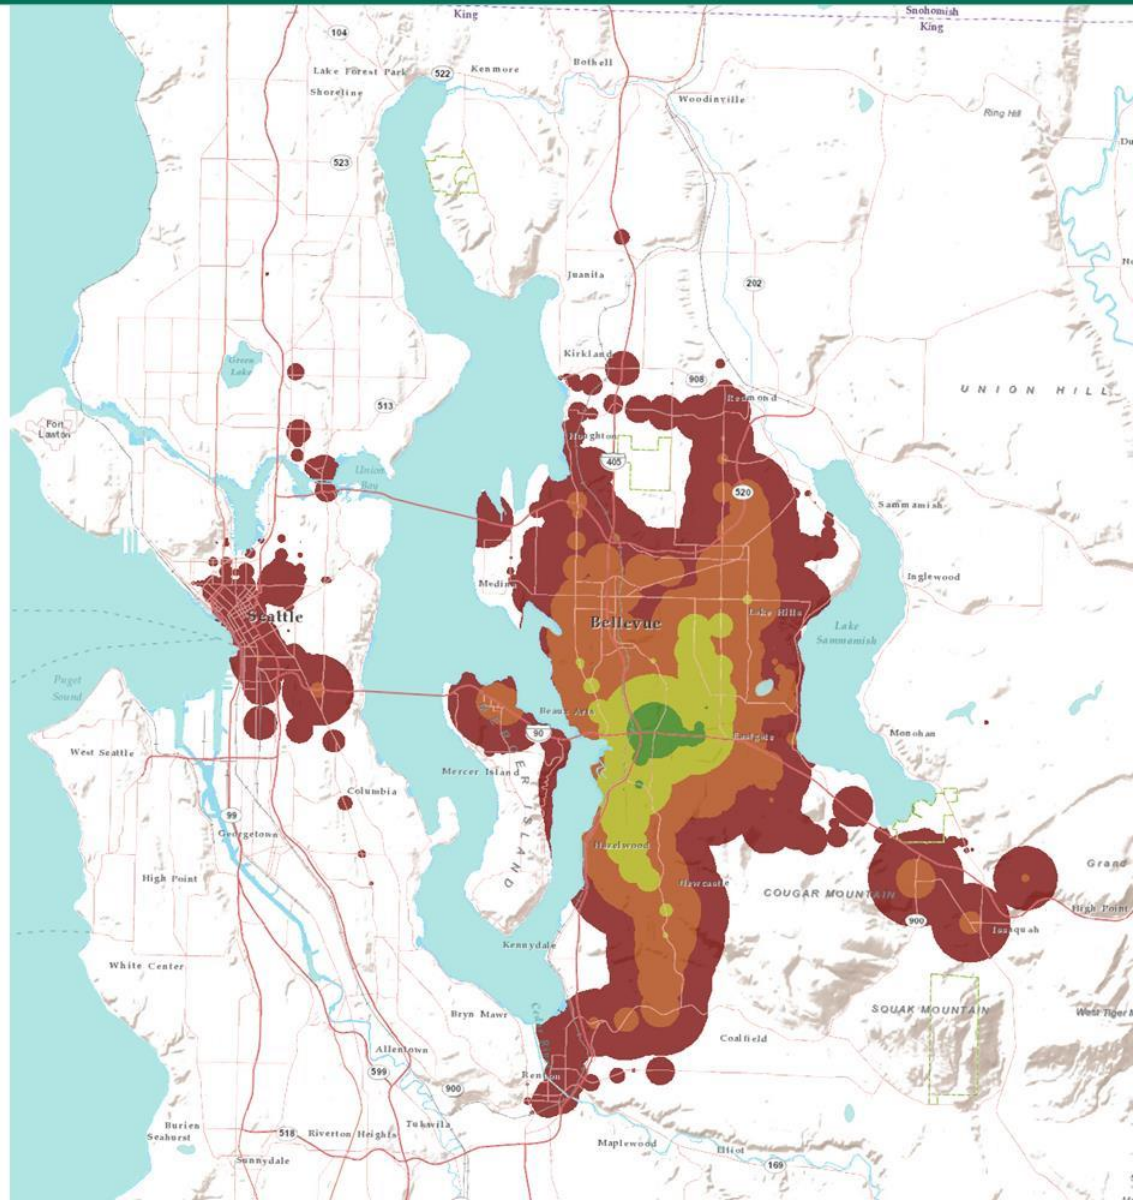 Snohomish
King
King
104
Lake Forest Park
522
Kenmore
Bothell
Shoreline
Woodinville
Ring Hill
523
Juanita
202
Green
Lake
Kirkland
908
Redmond
UNION HILL
513
Fort
Lawton
Houghton
405
Union
Bay
520
Sammamish
Medina
Inglewood
Seattle
Bellevue
Lake Hills
Lake
Sammamish
Puget
Sound
Beaux Arts
90
Eastgate
Monohan
West Seattle
Mercer Island
MERCER ISLAND
Columbia
99
Georgetown
Hazelwood
High Point
Newcastle
COUGAR MOUNTAIN
Grand
High Point
900
Issaquah
Kennydale
White Center
Bryn Mawr
SQUAK MOUNTAIN
West Tiger
Coalfield
Allentown
599
900
Renton
Burien
Seahurst
518
Riverton Heights
Tukwila
Maplewood
Elliot
169
Sunnydale